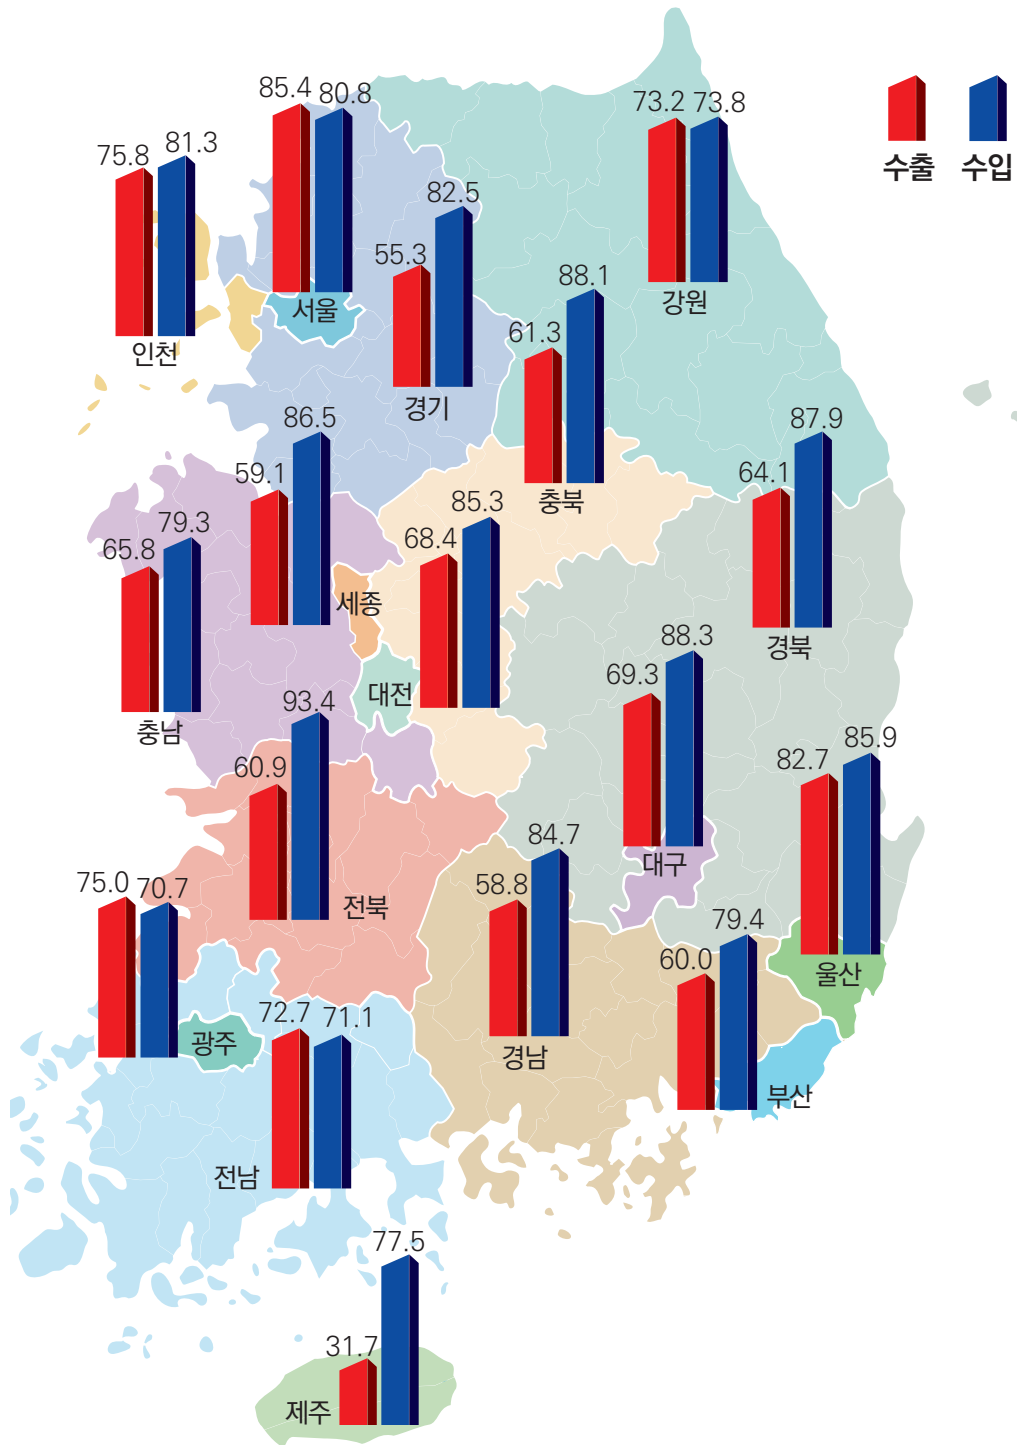 85.4 80.8
서울
73.2 73.8
강원
수출 수입
75.8 81.3
인천
55.3 82.5
경기
61.3 88.1
충북
59.1 86.5
세종
64.1 87.9
경북
65.8 79.3
충남
68.4 85.3
대전
69.3 88.3
대구
60.9 93.4
전북
82.7 85.9
울산
58.8 84.7
경남
75.0 70.7
광주
60.0 79.4
부산
72.7 71.1
전남
31.7 77.5
제주